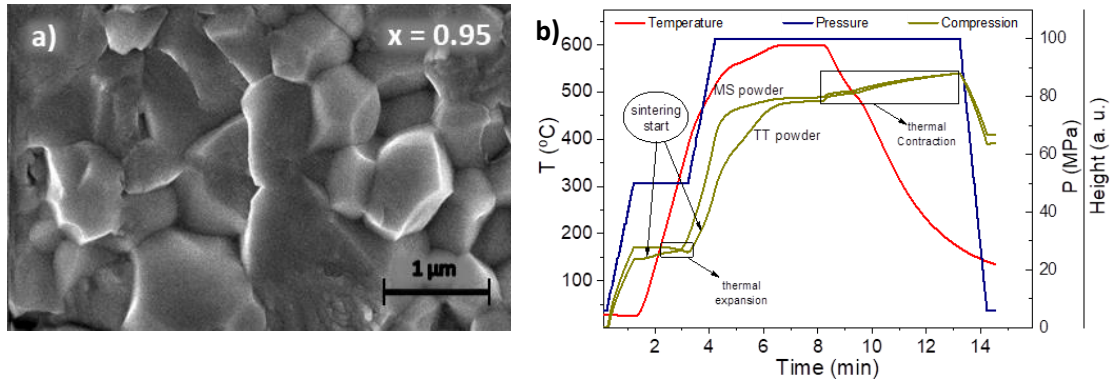 a)
x = 0.95
1 µm
b)
Temperature
Pressure
Compression
600
500
400
300
200
100
T (ºC)
MS powder
TT powder
sintering
start
thermal
Contraction
thermal
expansion
100
80
60
40
20
0
P (MPa)
Height (a. u.)
2
4
6
8
10
12
14
Time (min)